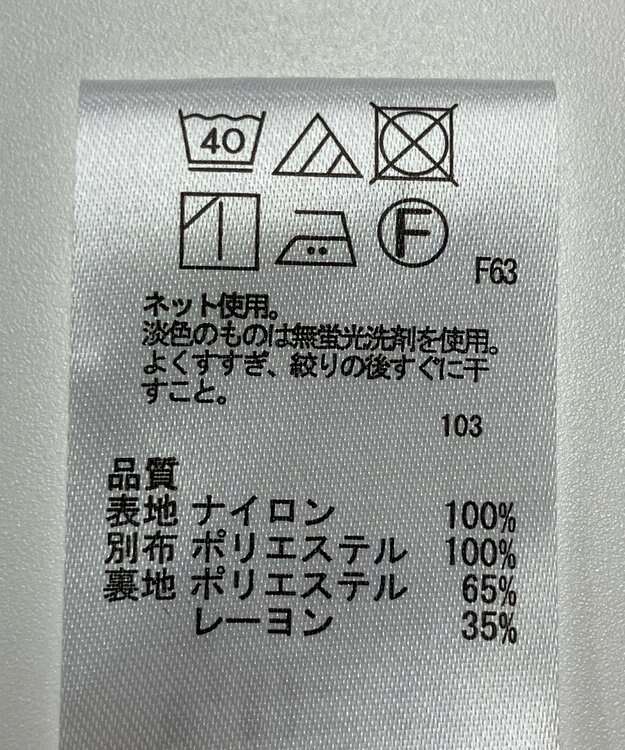 40
F
F63
ネット使用。
淡色のものは無蛍光洗剤を使用。
よくすすぎ、絞りの後すぐに干
すこと。
103
品質
表地 ナイロン 100%
別布 ポリエステル 100%
裏地 ポリエステル 65%
レーヨン 35%